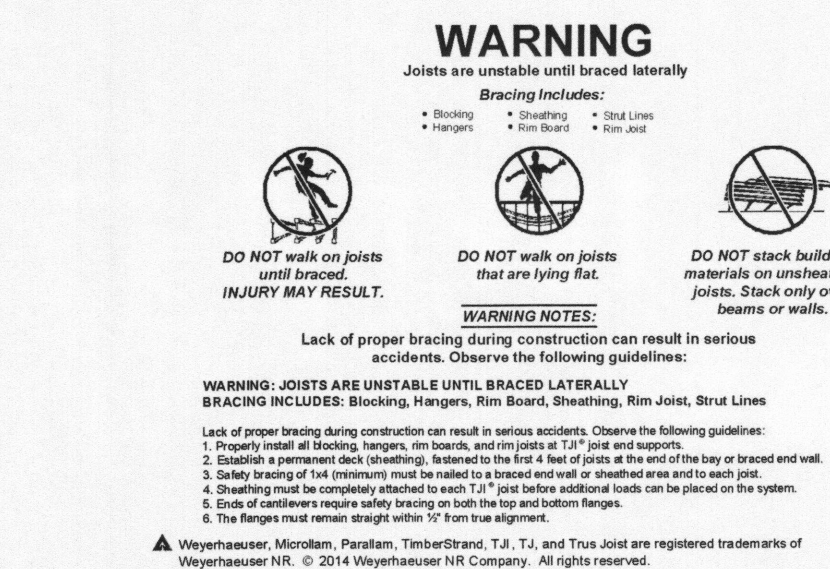 WARNING
Joists are unstable until braced laterally
Bracing Includes:
• Blocking • Sheathing • Strut Lines
• Hangers • Rim Board • Rim Joist
DO NOT walk on joists
until braced.
INJURY MAY RESULT.
DO NOT walk on joists
that are lying flat.
DO NOT stack build
materials on unshea
joists. Stack only o
beams or walls.
WARNING NOTES:
Lack of proper bracing during construction can result in serious
accidents. Observe the following guidelines:
WARNING: JOISTS ARE UNSTABLE UNTIL BRACED LATERALLY
BRACING INCLUDES: Blocking, Hangers, Rim Board, Sheathing, Rim Joist, Strut Lines
Lack of proper bracing during construction can result in serious accidents. Observe the following guidelines:
1. Properly install all blocking, hangers, rim boards, and rim joists at TJI® joist end supports.
2. Establish a permanent deck (sheathing), fastened to the first 4 feet of joists at the end of the bay or braced end wall.
3. Safety bracing of 1x4 (minimum) must be nailed to a braced end wall or sheathed area and to each joist.
4. Sheathing must be completely attached to each TJI® joist before additional loads can be placed on the system.
5. Ends of cantilevers require safety bracing on both the top and bottom flanges.
6. The flanges must remain straight within ½" from true alignment.
Weyerhaeuser, Microllam, Parallam, TimberStrand, TJI, TJ, and Trus Joist are registered trademarks of
Weyerhaeuser NR. © 2014 Weyerhaeuser NR Company. All rights reserved.